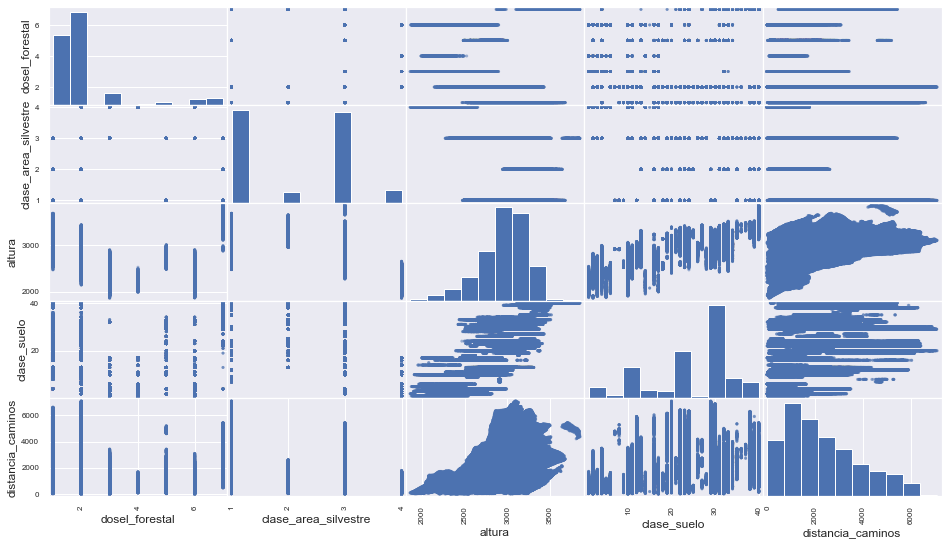 dosel_forestal
6
4
2
clase_area_silvestre
4
3
2
1
altura
3000
2000
clase_suelo
40
20
distancia_caminos
6000
4000
2000
0
2 4 6 1 2 3 4 2000 2500 3000 3500 10 20 30 40 0 2000 4000 6000
dosel_forestal clase_area_silvestre altura clase_suelo distancia_caminos